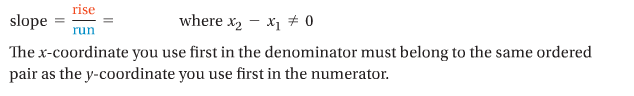 slope = rise/run = where x₂ − x₁ ≠ 0
The x-coordinate you use first in the denominator must belong to the same ordered
pair as the y-coordinate you use first in the numerator.